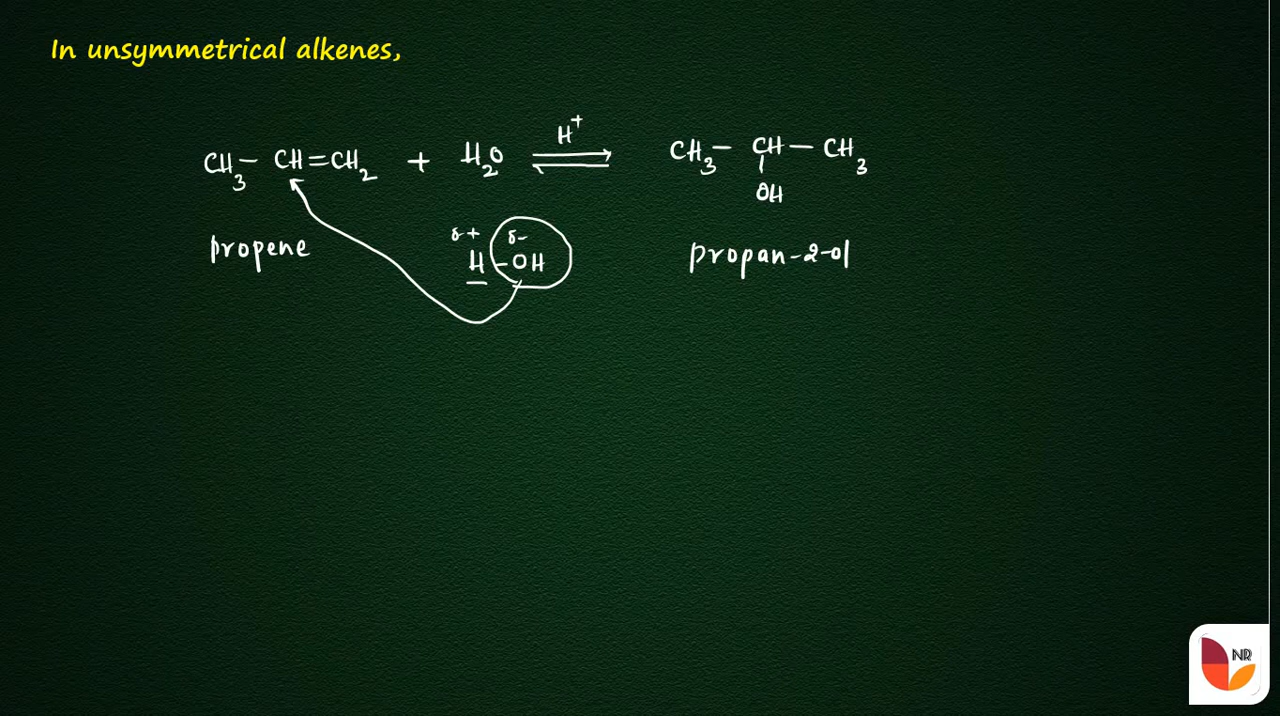 In unsymmetrical alkenes,
CH3 – CH = CH2 + H2O ⇌ H+ CH3 – CH – CH3
OH
δ+ δ-
H – OH
propene propan-2-ol
NR